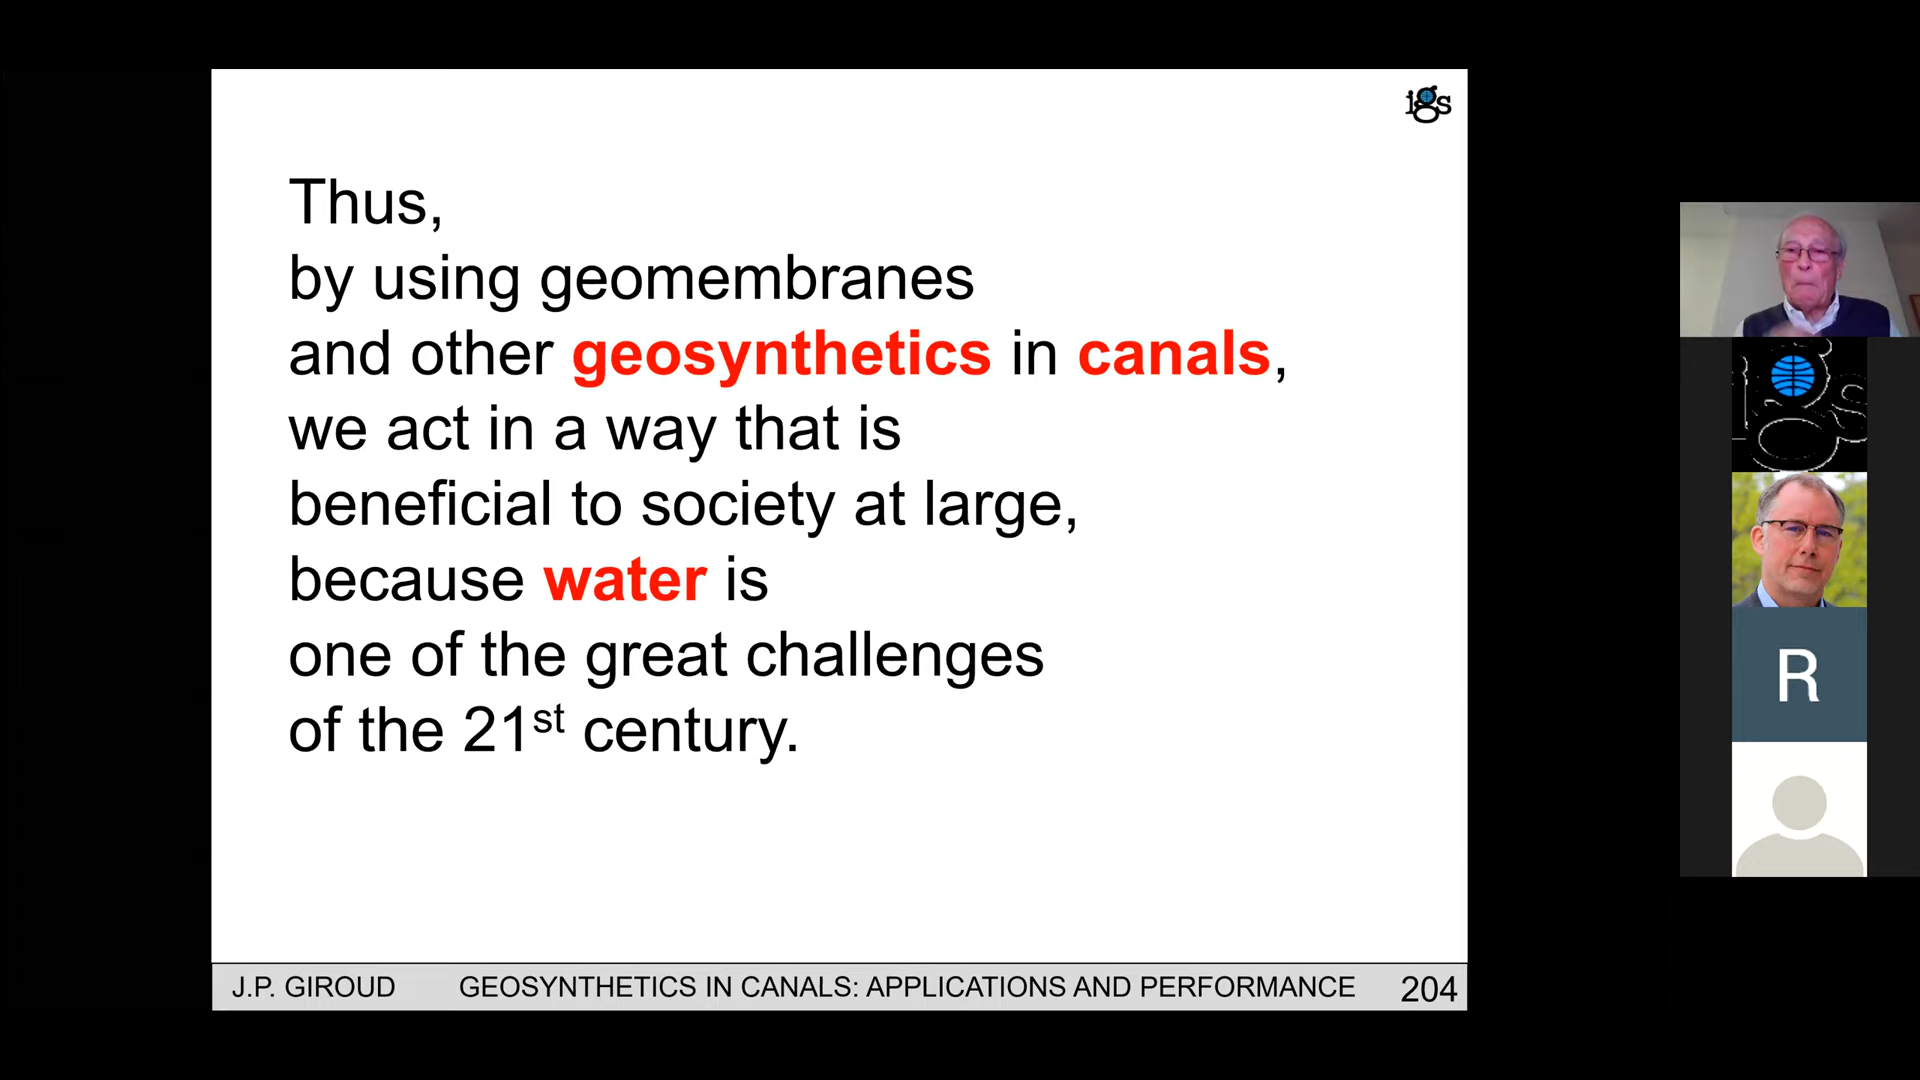 igs
Thus,
by using geomembranes
and other geosynthetics in canals,
we act in a way that is
beneficial to society at large,
because water is
one of the great challenges
of the 21st century.
J.P. GIROUD GEOSYNTHETICS IN CANALS: APPLICATIONS AND PERFORMANCE 204
igs
R